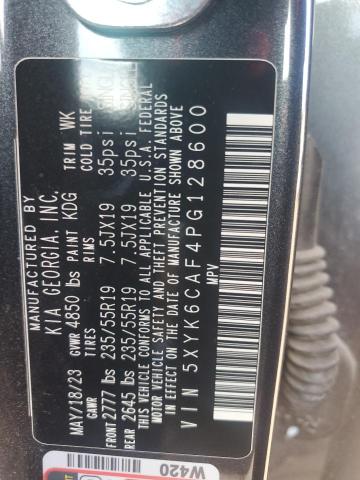 MANUFACTURED BY
KIA GEORGIA, INC.
MAY/18/23 GVWR 4850 lbs PAINT KDG TRIM WK
GAWR RIMS COLD TIRE
FRONT 2777 lbs 235/55R19 7.5JX19 35psi
REAR 2645 lbs 235/55R19 7.5JX19 35psi
THIS VEHICLE CONFORMS TO ALL APPLICABLE U.S.A. FEDERAL
MOTOR VEHICLE SAFETY AND THEFT PREVENTION STANDARDS
IN EFFECT ON THE DATE OF MANUFACTURE SHOWN ABOVE
VIN 5XYK6CAF4PG128600
MPV
W420